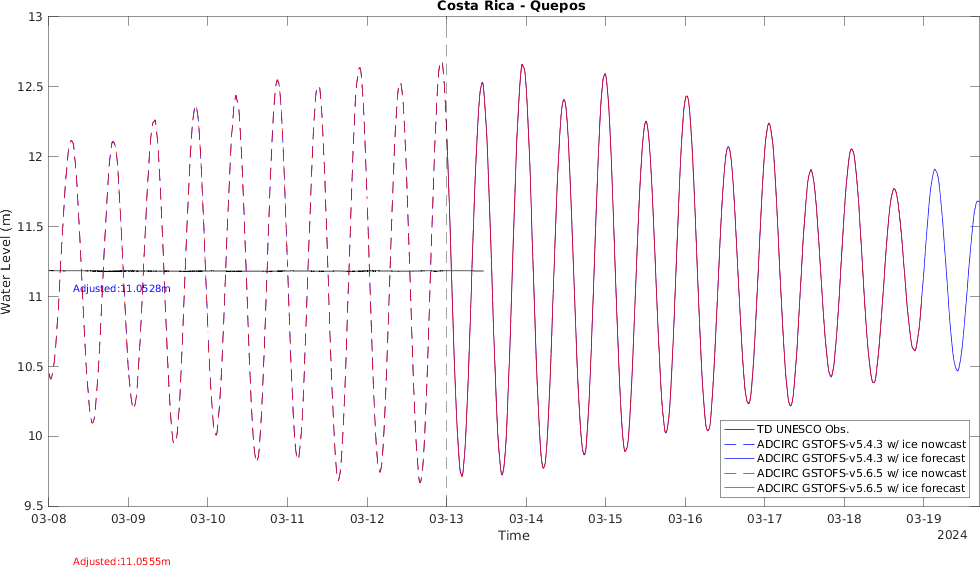 Costa Rica - Quepos
13
12.5
12
11.5
11
10.5
10
9.5
Water Level (m)
Adjusted:11.0528m
TD UNESCO Obs.
ADCIRC GSTOFS-v5.4.3 w/ ice nowcast
ADCIRC GSTOFS-v5.4.3 w/ ice forecast
ADCIRC GSTOFS-v5.6.5 w/ ice nowcast
ADCIRC GSTOFS-v5.6.5 w/ ice forecast
03-08 03-09 03-10 03-11 03-12 03-13 03-14 03-15 03-16 03-17 03-18 03-19
Time
2024
Adjusted:11.0555m